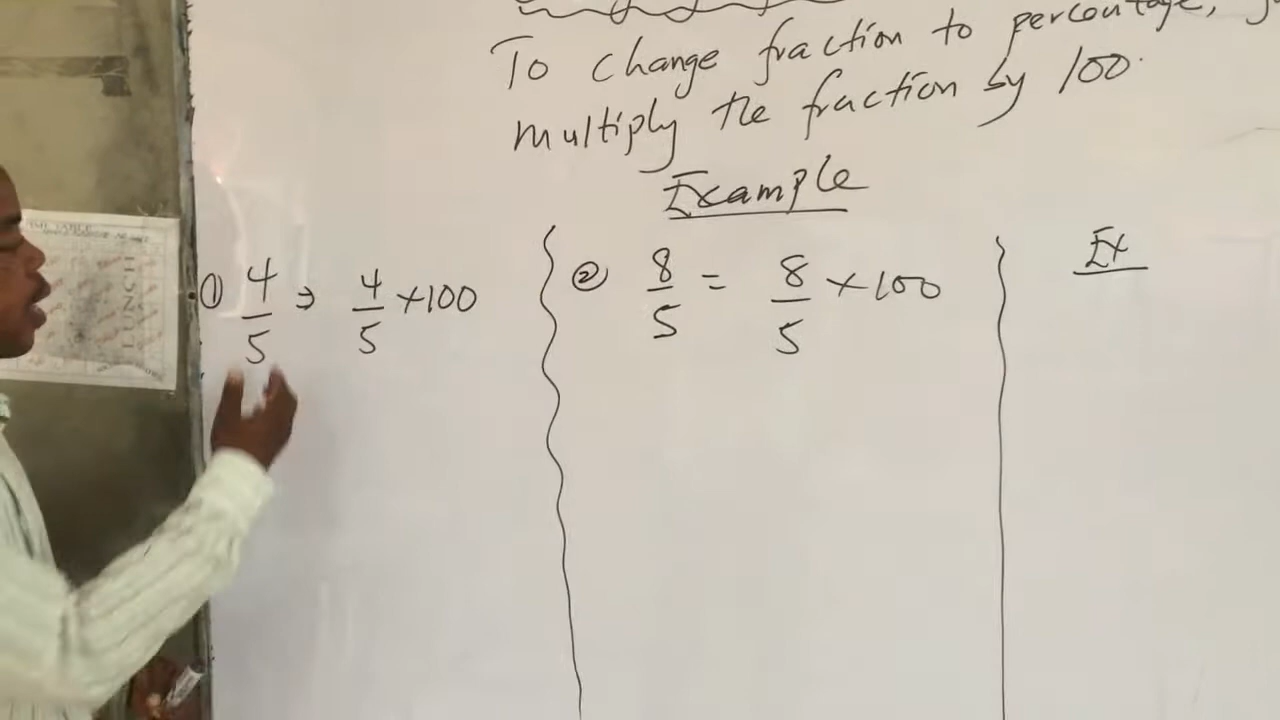 To change fraction to percentage,
multiply the fraction by 100.
Example
① 4/5 ⇒ 4/5 × 100
② 8/5 = 8/5 × 100
Ex
LUNCH